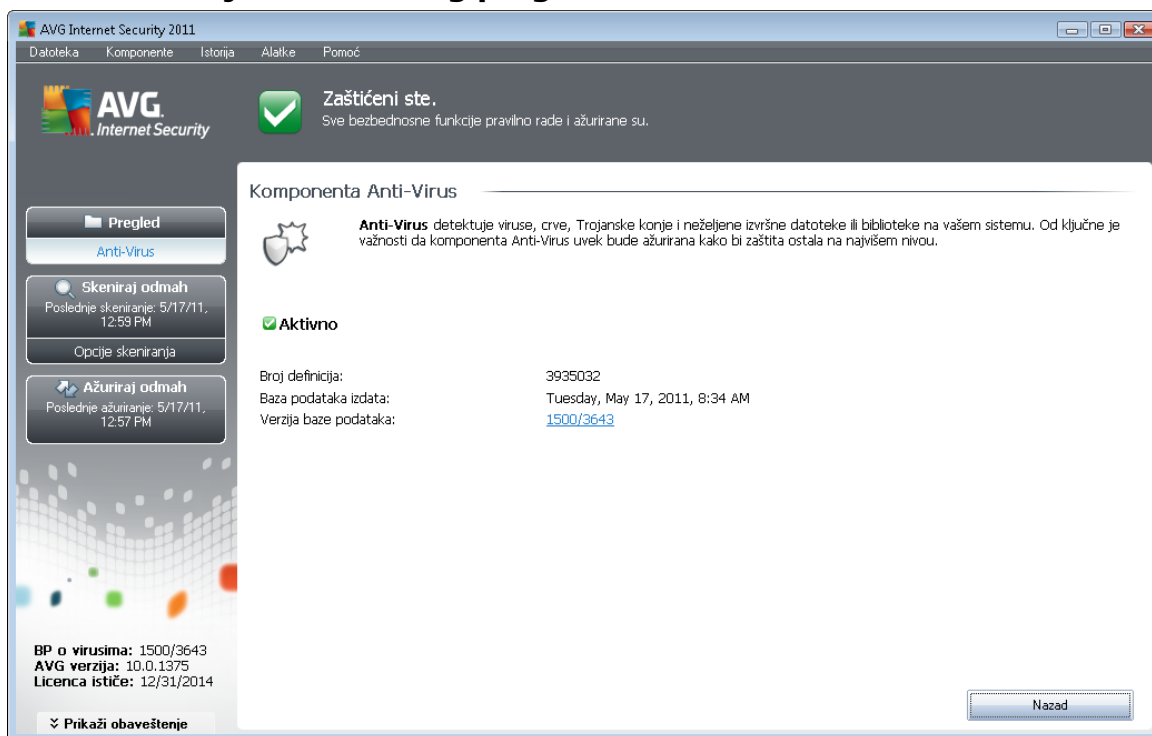 AVG Internet Security 2011
Datoteka Komponente Istorija Alatke Pomoć
AVG.
Internet Security
Zaštićeni ste.
Sve bezbednosne funkcije pravilno rade i ažurirane su.
Pregled
Anti-Virus
Skeniraj odmah
Poslednje skeniranje: 5/17/11,
12:59 PM
Opcije skeniranja
Ažuriraj odmah
Poslednje ažuriranje: 5/17/11,
12:57 PM
BP o virusima: 1500/3643
AVG verzija: 10.0.1375
Licenca ističe: 12/31/2014
Prikaži obaveštenje
Komponenta Anti-Virus
Anti-Virus detektuje viruse, crve, Trojanske konje i neželjene izvršne datoteke ili biblioteke na vašem sistemu. Od ključne je
važnosti da komponenta Anti-Virus uvek bude ažurirana kako bi zaštita ostala na najvišem nivou.
Aktivno
Broj definicija: 3935032
Baza podataka izdata: Tuesday, May 17, 2011, 8:34 AM
Verzija baze podataka: 1500/3643
Nazad